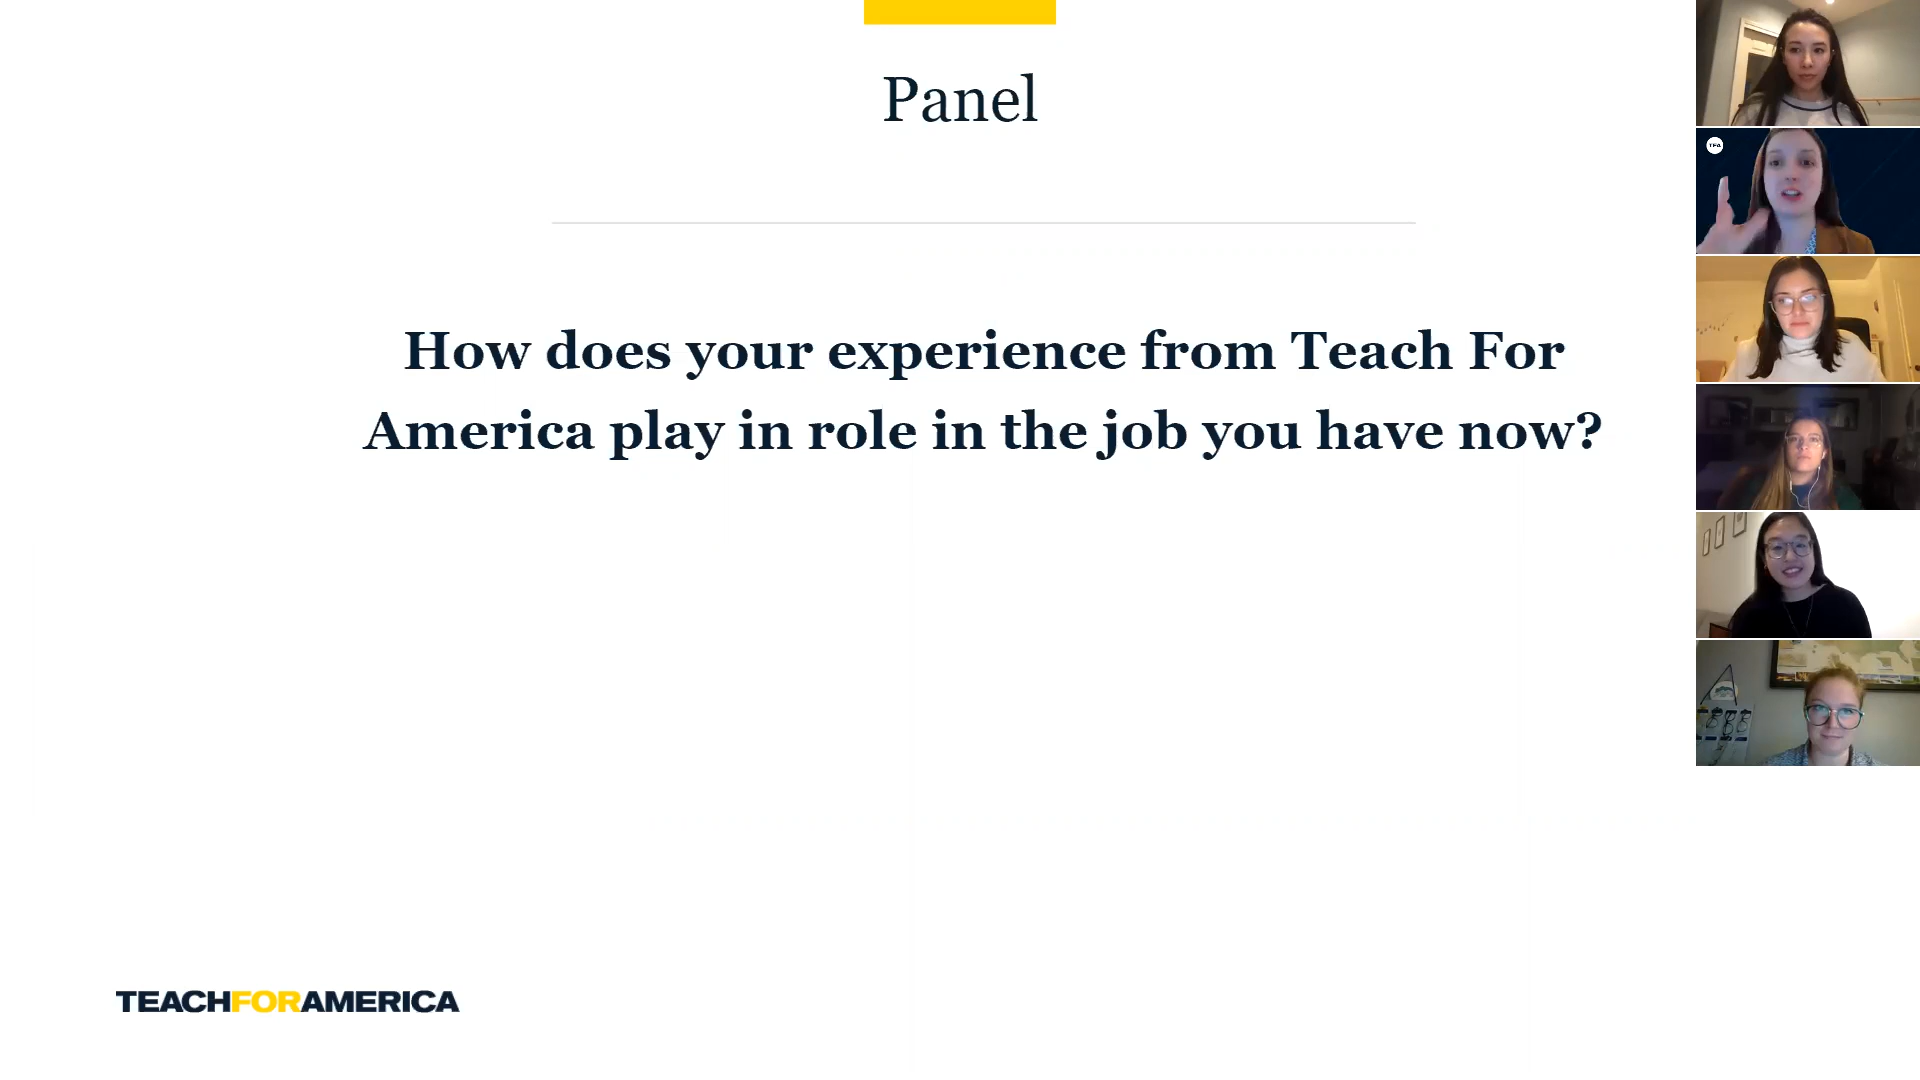 Panel
TFA
How does your experience from Teach For
America play in role in the job you have now?
TEACHFORAMERICA